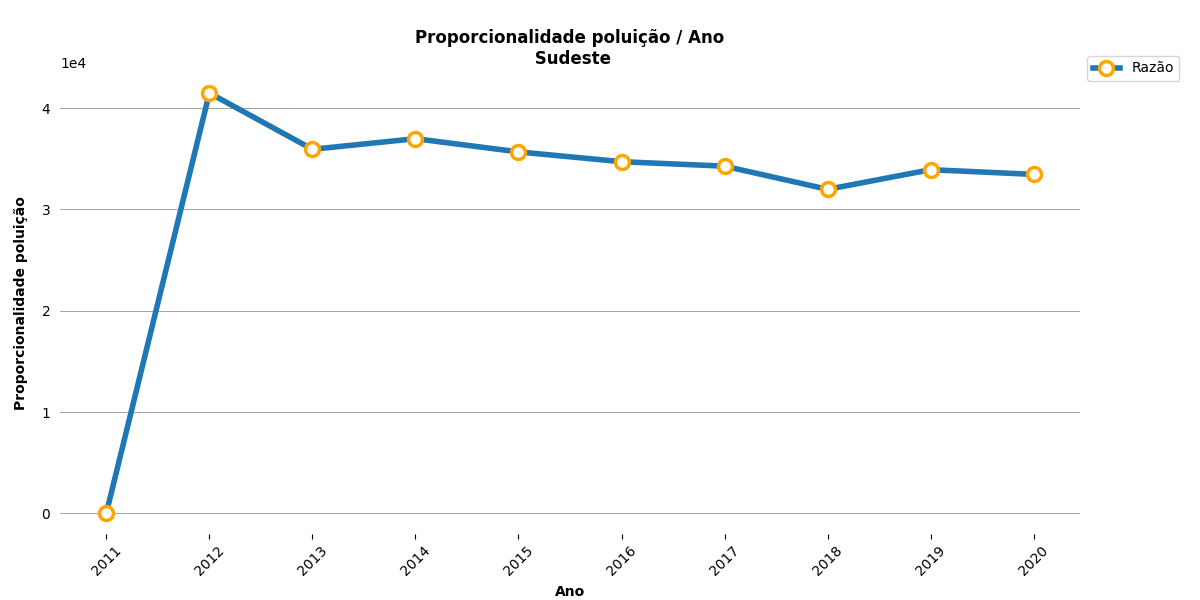 Proporcionalidade poluição / Ano
Sudeste
1e4
Razão
4
3
2
1
0
Proporcionalidade poluição
2011
2012
2013
2014
2015
2016
2017
2018
2019
2020
Ano